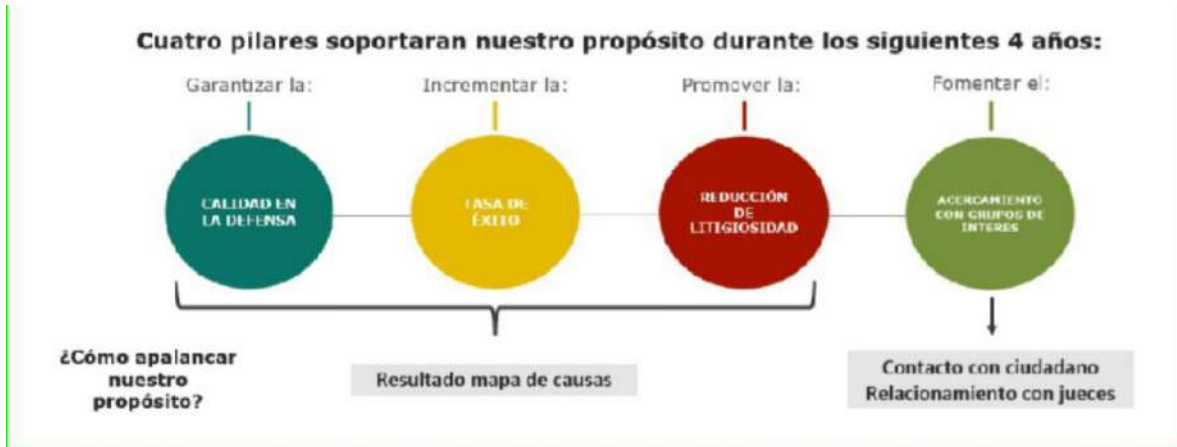 Cuatro pilares soportaran nuestro propósito durante los siguientes 4 años:
Garantizar la:
Incrementar la:
Promover la:
Fomentar el:
CALIDAD EN
LA DEFENSA
TASA DE
ÉXITO
REDUCCIÓN
DE
LITIGIOSIDAD
ACERCAMIENTO
CON GRUPOS DE
INTERES
¿Cómo apalancar
nuestro
propósito?
Resultado mapa de causas
Contacto con ciudadano
Relacionamiento con jueces